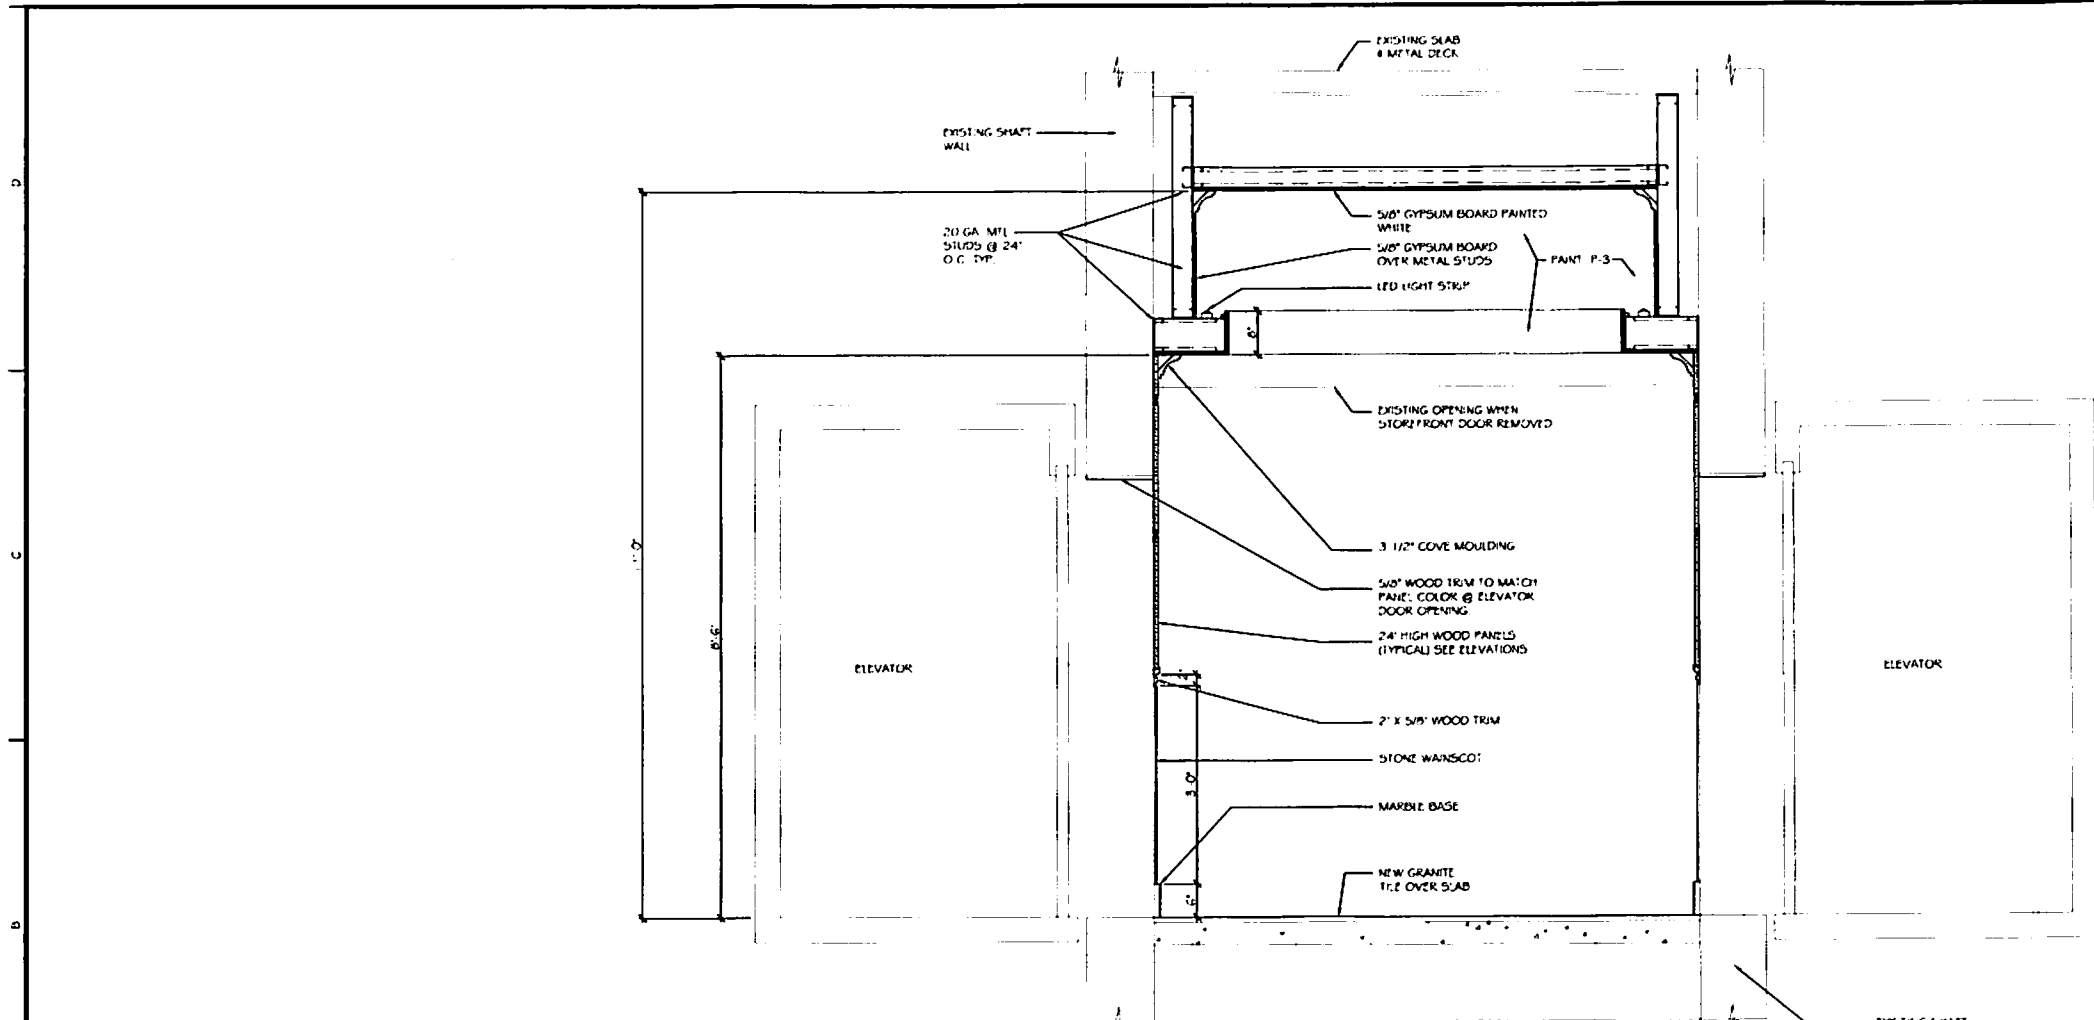 EXISTING SLAB
& METAL DECK
EXISTING SHAFT
WALL
D
5/8" GYPSUM BOARD PAINTED
WHITE
20 GA. MTL
STUDS @ 24"
O.C. TYP.
5/8" GYPSUM BOARD
OVER METAL STUDS
PAINT P-3
LED LIGHT STRIP
8"
EXISTING OPENING WHEN
STOREFRONT DOOR REMOVED
C
3 1/2" COVE MOULDING
5/8" WOOD TRIM TO MATCH
PANEL COLOR @ ELEVATOR
DOOR OPENING
8'-6"
24" HIGH WOOD PANELS
(TYPICAL) SEE ELEVATIONS
ELEVATOR
ELEVATOR
2"
2" X 5/8" WOOD TRIM
STONE WAINSCOT
3'-0"
MARBLE BASE
NEW GRANITE
TILE OVER SLAB
6"
B